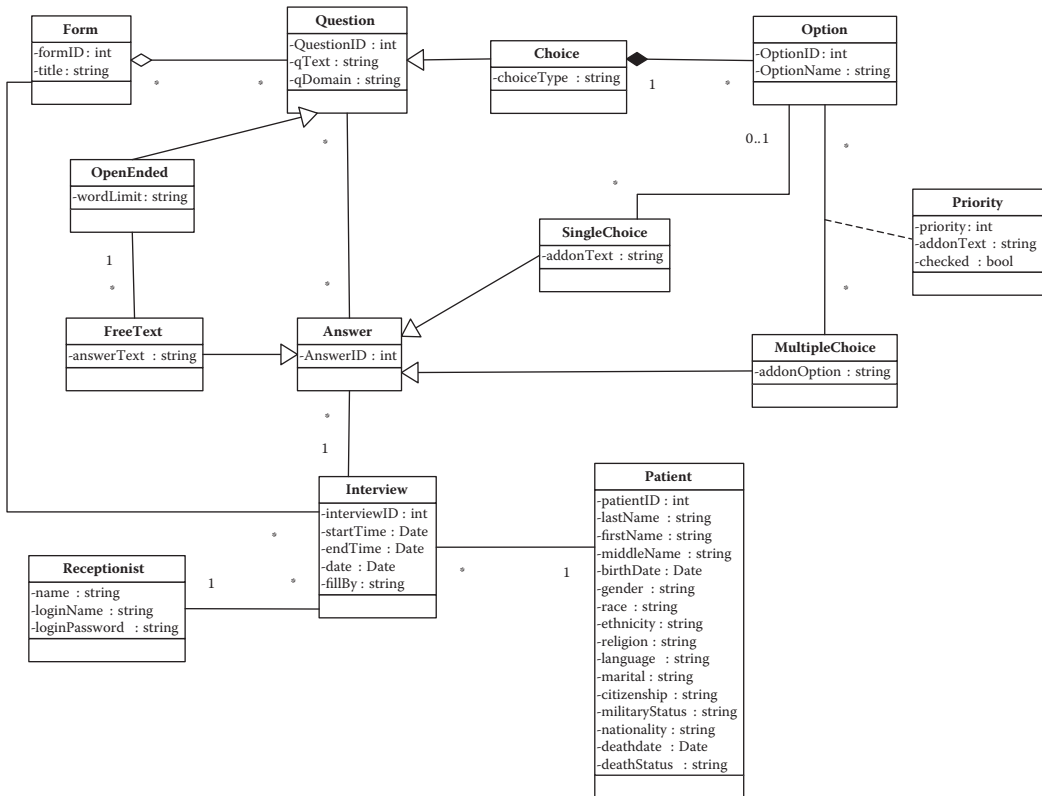 Form
-formID : int
-title : string
Question
-QuestionID : int
-qText : string
-qDomain : string
Choice
-choiceType : string
Option
-OptionID : int
-OptionName : string
*
*
1
*
*
0..1
*
*
OpenEnded
-wordLimit : string
SingleChoice
-addonText : string
Priority
-priority : int
-addonText : string
-checked : bool
1
*
*
*
FreeText
-answerText : string
Answer
-AnswerID : int
MultipleChoice
-addonOption : string
*
1
Interview
-interviewID : int
-startTime : Date
-endTime : Date
-date : Date
-fillBy : string
Patient
-patientID : int
-lastName : string
-firstName : string
-middleName : string
-birthDate : Date
-gender : string
-race : string
-ethnicity : string
-religion : string
-language : string
-marital : string
-citizenship : string
-militaryStatus : string
-nationality : string
-deathdate : Date
-deathStatus : string
*
*
1
Receptionist
-name : string
-loginName : string
-loginPassword : string
1
*